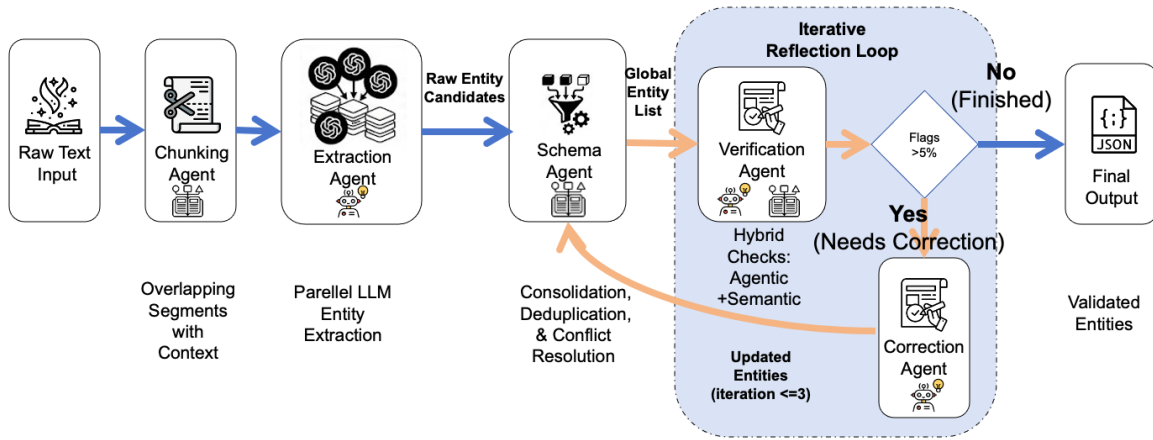 Raw Text
Input
Chunking
Agent
Extraction
Agent
Raw Entity
Candidates
Schema
Agent
Global
Entity
List
Iterative
Reflection Loop
Verification
Agent
Flags
>5%
No
(Finished)
{;}
JSON
Final
Output
Yes
(Needs Correction)
Hybrid
Checks:
Agentic
+Semantic
Correction
Agent
Updated
Entities
(iteration <=3)
Overlapping
Segments
with
Context
Parellel LLM
Entity
Extraction
Consolidation,
Deduplication,
& Conflict
Resolution
Validated
Entities